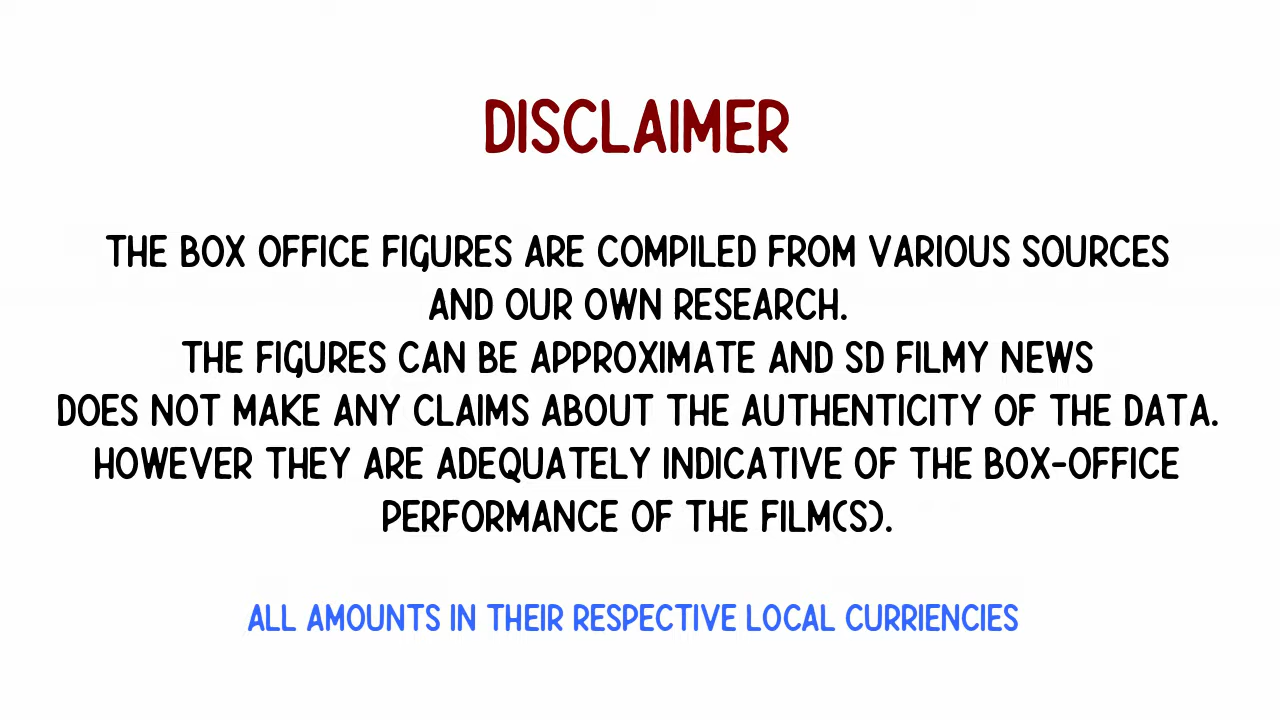 DISCLAIMER
THE BOX OFFICE FIGURES ARE COMPILED FROM VARIOUS SOURCES
AND OUR OWN RESEARCH.
THE FIGURES CAN BE APPROXIMATE AND SD FILMY NEWS
DOES NOT MAKE ANY CLAIMS ABOUT THE AUTHENTICITY OF THE DATA.
HOWEVER THEY ARE ADEQUATELY INDICATIVE OF THE BOX-OFFICE
PERFORMANCE OF THE FILM(S).
ALL AMOUNTS IN THEIR RESPECTIVE LOCAL CURRIENCIES